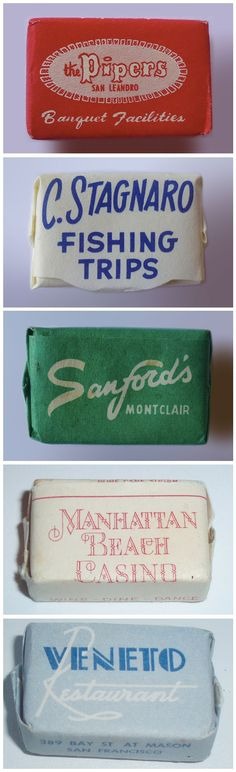 the Pipers
SAN LEANDRO
Banquet Facilities
C. STAGNARO
FISHING
TRIPS
Sanford's
MONTCLAIR
MANHATTAN
BEACH
CASINO
WINE - DINE - DANCE
VENETO
Restaurant
389 BAY ST. AT MASON
SAN FRANCISCO